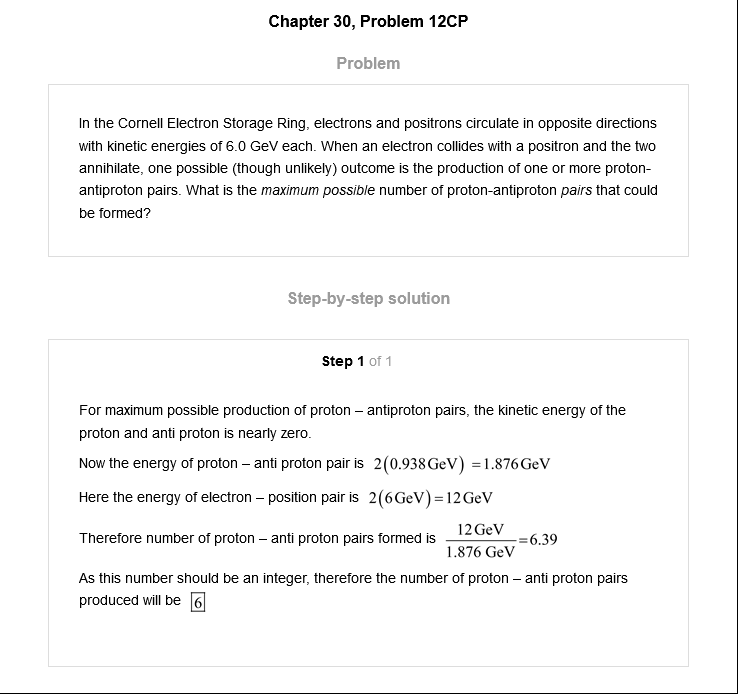 Chapter 30, Problem 12CP
Problem
In the Cornell Electron Storage Ring, electrons and positrons circulate in opposite directions
with kinetic energies of 6.0 GeV each. When an electron collides with a positron and the two
annihilate, one possible (though unlikely) outcome is the production of one or more proton-
antiproton pairs. What is the maximum possible number of proton-antiproton pairs that could
be formed?
Step-by-step solution
Step 1 of 1
For maximum possible production of proton – antiproton pairs, the kinetic energy of the
proton and anti proton is nearly zero.
Now the energy of proton – anti proton pair is 2(0.938 GeV) = 1.876 GeV
Here the energy of electron – position pair is 2(6 GeV) = 12 GeV
Therefore number of proton – anti proton pairs formed is 12 GeV / 1.876 GeV = 6.39
As this number should be an integer, therefore the number of proton – anti proton pairs
produced will be 6